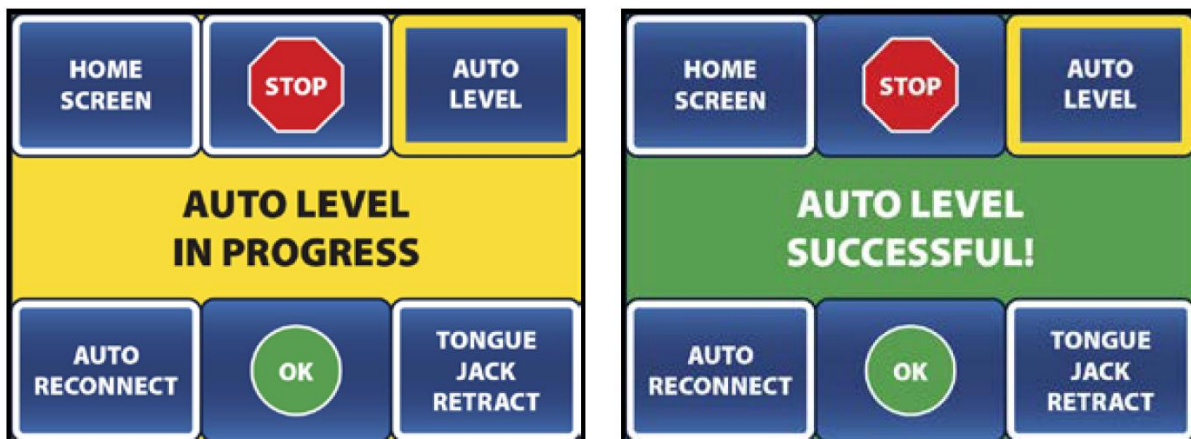 HOME
SCREEN
STOP
AUTO
LEVEL
AUTO LEVEL
IN PROGRESS
AUTO
RECONNECT
OK
TONGUE
JACK
RETRACT
HOME
SCREEN
STOP
AUTO
LEVEL
AUTO LEVEL
SUCCESSFUL!
AUTO
RECONNECT
OK
TONGUE
JACK
RETRACT